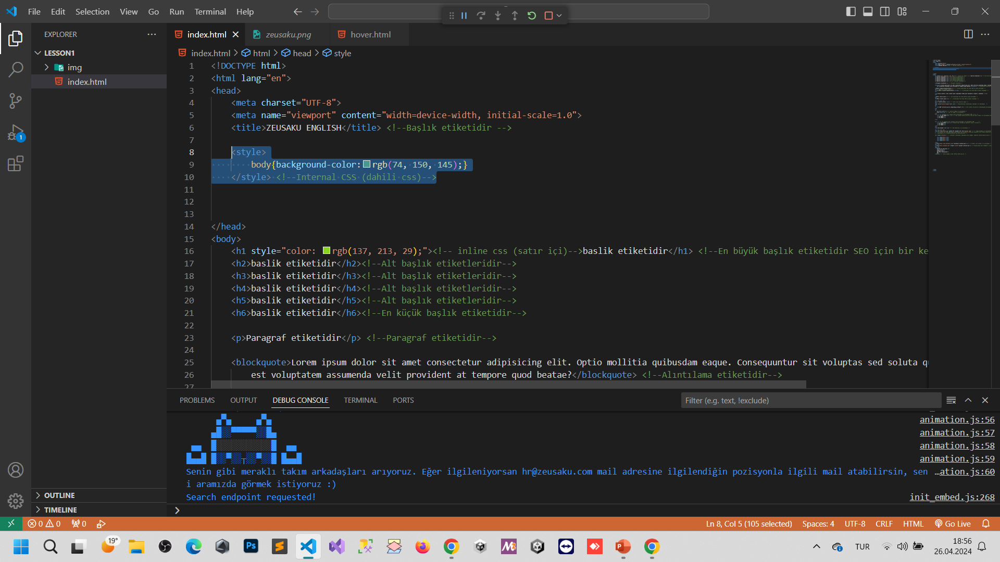 File Edit Selection View Go Run Terminal Help
EXPLORER
LESSON1
img
index.html
1
index.html zeusaku.png hover.html
index.html > html > head > style
1 <!DOCTYPE html>
2 <html lang="en">
3 <head>
4 <meta charset="UTF-8">
5 <meta name="viewport" content="width=device-width, initial-scale=1.0">
6 <title>ZEUSAKU ENGLISH</title> <!--Başlık etiketidir -->
7
8 <style>
9 body{background-color:rgb(74, 150, 145);}
10 </style> <!--Internal CSS (dahili css)-->
11
12
13
14 </head>
15 <body>
16 <h1 style="color: rgb(137, 213, 29);"><!-- inline css (satır içi)-->baslik etiketidir</h1> <!--En büyük başlık etiketidir SEO için bir ke
17 <h2>baslik etiketidir</h2><!--Alt başlık etiketleridir-->
18 <h3>baslik etiketidir</h3><!--Alt başlık etiketleridir-->
19 <h4>baslik etiketidir</h4><!--Alt başlık etiketleridir-->
20 <h5>baslik etiketidir</h5><!--Alt başlık etiketleridir-->
21 <h6>baslik etiketidir</h6><!--En küçük başlık etiketidir-->
22
23 <p>Paragraf etiketidir</p> <!--Paragraf etiketidir-->
24
25 <blockquote>Lorem ipsum dolor sit amet consectetur adipisicing elit. Optio mollitia quibusdam eaque. Consequuntur sit voluptas sed soluta
26 est voluptatem assumenda velit provident at tempore quod beatae?</blockquote> <!--Alıntılama etiketidir-->
27
PROBLEMS OUTPUT DEBUG CONSOLE TERMINAL PORTS
Filter (e.g. text, !exclude)
animation.js:56
animation.js:57
animation.js:58
animation.js:59
Senin gibi meraklı takım arkadaşları arıyoruz. Eğer ilgileniyorsan hr@zeusaku.com mail adresine ilgilendiğin pozisyonla ilgili mail atabilirsin, sen …ation.js:60
i aramızda görmek istiyoruz :)
Search endpoint requested! init_embed.js:268
OUTLINE
TIMELINE
0 0 0
Ln 8, Col 5 (105 selected) Spaces: 4 UTF-8 CRLF HTML Go Live
19°
Ps
TUR
18:56
26.04.2024